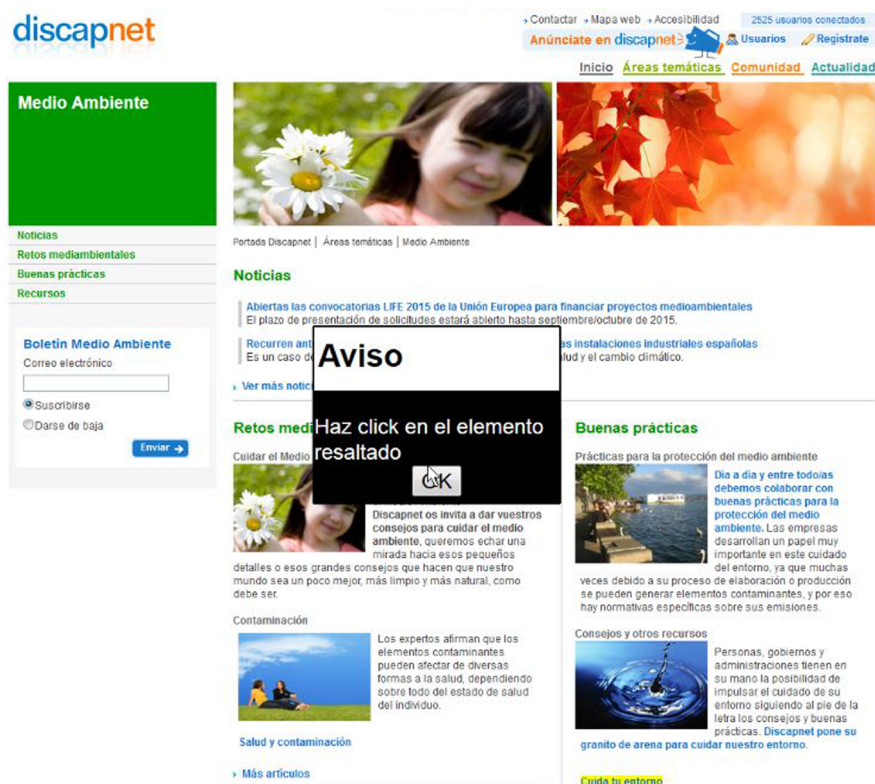 discapnet
Contactar Mapa web Accesibilidad 2525 usuarios conectados
Anúnciate en discapnet Usuarios Registrate
Inicio Áreas temáticas Comunidad Actualidad
Medio Ambiente
Noticias
Retos mediambientales
Buenas prácticas
Recursos
Boletín Medio Ambiente
Correo electrónico
Suscribirse
Darse de baja
Enviar
Portada Discapnet | Áreas temáticas | Medio Ambiente
Noticias
Abiertas las convocatorias LIFE 2015 de la Unión Europea para financiar proyectos medioambientales
El plazo de presentación de solicitudes estará abierto hasta septiembre/octubre de 2015.
Recurren ant as instalaciones industriales españolas
Es un caso d alud y el cambio climático.
Ver más notic
Aviso
Haz click en el elemento
resaltado
OK
Retos medi
Cuidar el Medio
Discapnet os invita a dar vuestros
consejos para cuidar el medio
ambiente, queremos echar una
mirada hacia esos pequeños
detalles o esos grandes consejos que hacen que nuestro
mundo sea un poco mejor, más limpio y más natural, como
debe ser.
Contaminación
Los expertos afirman que los
elementos contaminantes
pueden afectar de diversas
formas a la salud, dependiendo
sobre todo del estado de salud
del individuo.
Salud y contaminación
Más artículos
Buenas prácticas
Prácticas para la protección del medio ambiente
Dia a dia y entre todo/as
debemos colaborar con
buenas prácticas para la
protección del medio
ambiente. Las empresas
desarrollan un papel muy
importante en este cuidado
del entorno, ya que muchas
veces debido a su proceso de elaboración o producción
se pueden generar elementos contaminantes, y por eso
hay normativas específicas sobre sus emisiones.
Consejos y otros recursos
Personas, gobiernos y
administraciones tienen en
su mano la posibilidad de
impulsar el cuidado de su
entorno siguiendo al pie de la
letra los consejos y buenas
prácticas. Discapnet pone su
granito de arena para cuidar nuestro entorno.
Cuida tu entorno